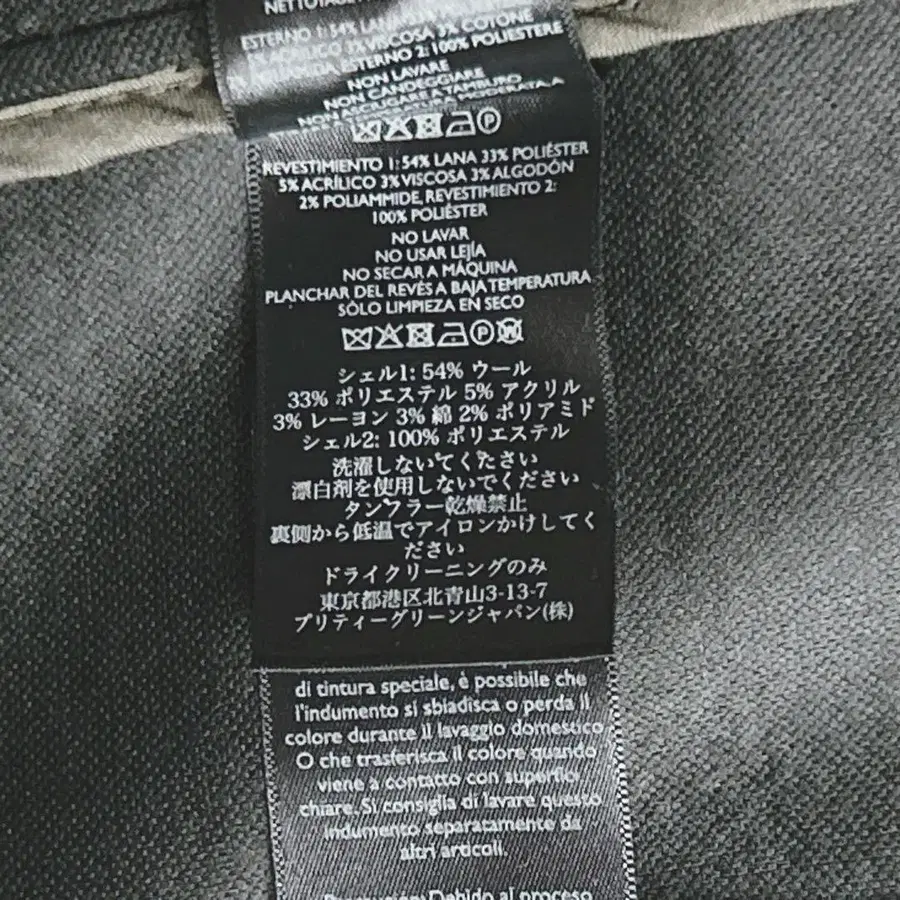 NETTOYAGE
ESTERNO 1: 54% LANA
ACRILICO 3% VISCOSA 3% COTONE
ESTERNO 2: 100% POLIESTERE
NON LAVARE
NON CANDEGGIARE
NON ASCIUGARE A TAMBURO
MODERATA, A
REVESTIMIENTO 1: 54% LANA 33% POLIÉSTER
5% ACRÍLICO 3% VISCOSA 3% ALGODÓN
2% POLIAMMIDE, REVESTIMIENTO 2:
100% POLIÉSTER
NO LAVAR
NO USAR LEJÍA
NO SECAR A MÁQUINA
PLANCHAR DEL REVÉS A BAJA TEMPERATURA
SÓLO LIMPIEZA EN SECO
シェル1: 54% ウール
33% ポリエステル 5% アクリル
3% レーヨン 3% 綿 2% ポリアミド
シェル2: 100% ポリエステル
洗濯しないてくたさい
漂白剤を使用しないでください
タンフラー乾燥禁止
裏側から低温でアイロンかけしてく
ださい
ドライクリーニングのみ
東京都港区北青山3-13-7
プリティーグリーンジャパン(株)
di tintura speciale, è possibile che
l'indumento si sbiadisca o perda il
colore durante il lavaggio domestico
O che trasferisca il colore quando
viene a contatto con superfici
chiare. Si consiglia di lavare questo
indumento separatamente da
altri articoli.
Debido al proceso